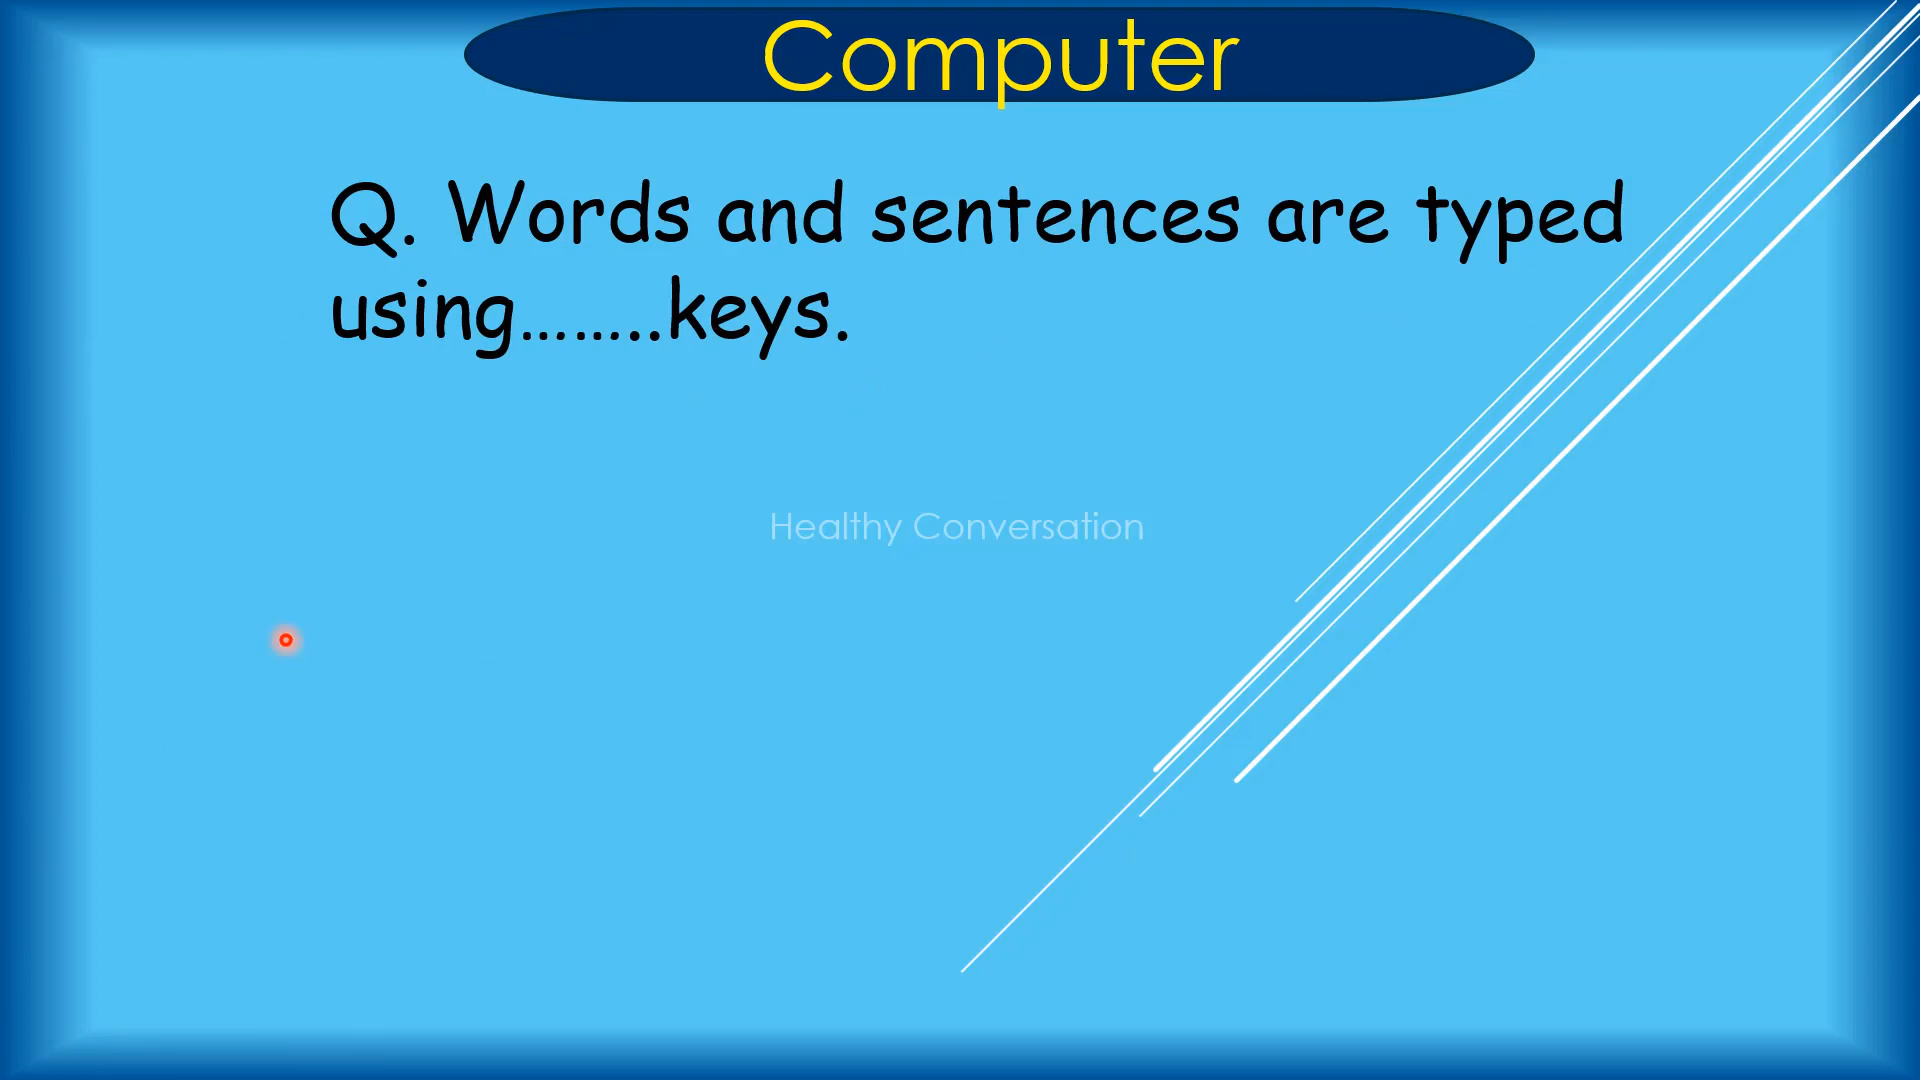 Computer
Q. Words and sentences are typed
using........keys.
Healthy Conversation